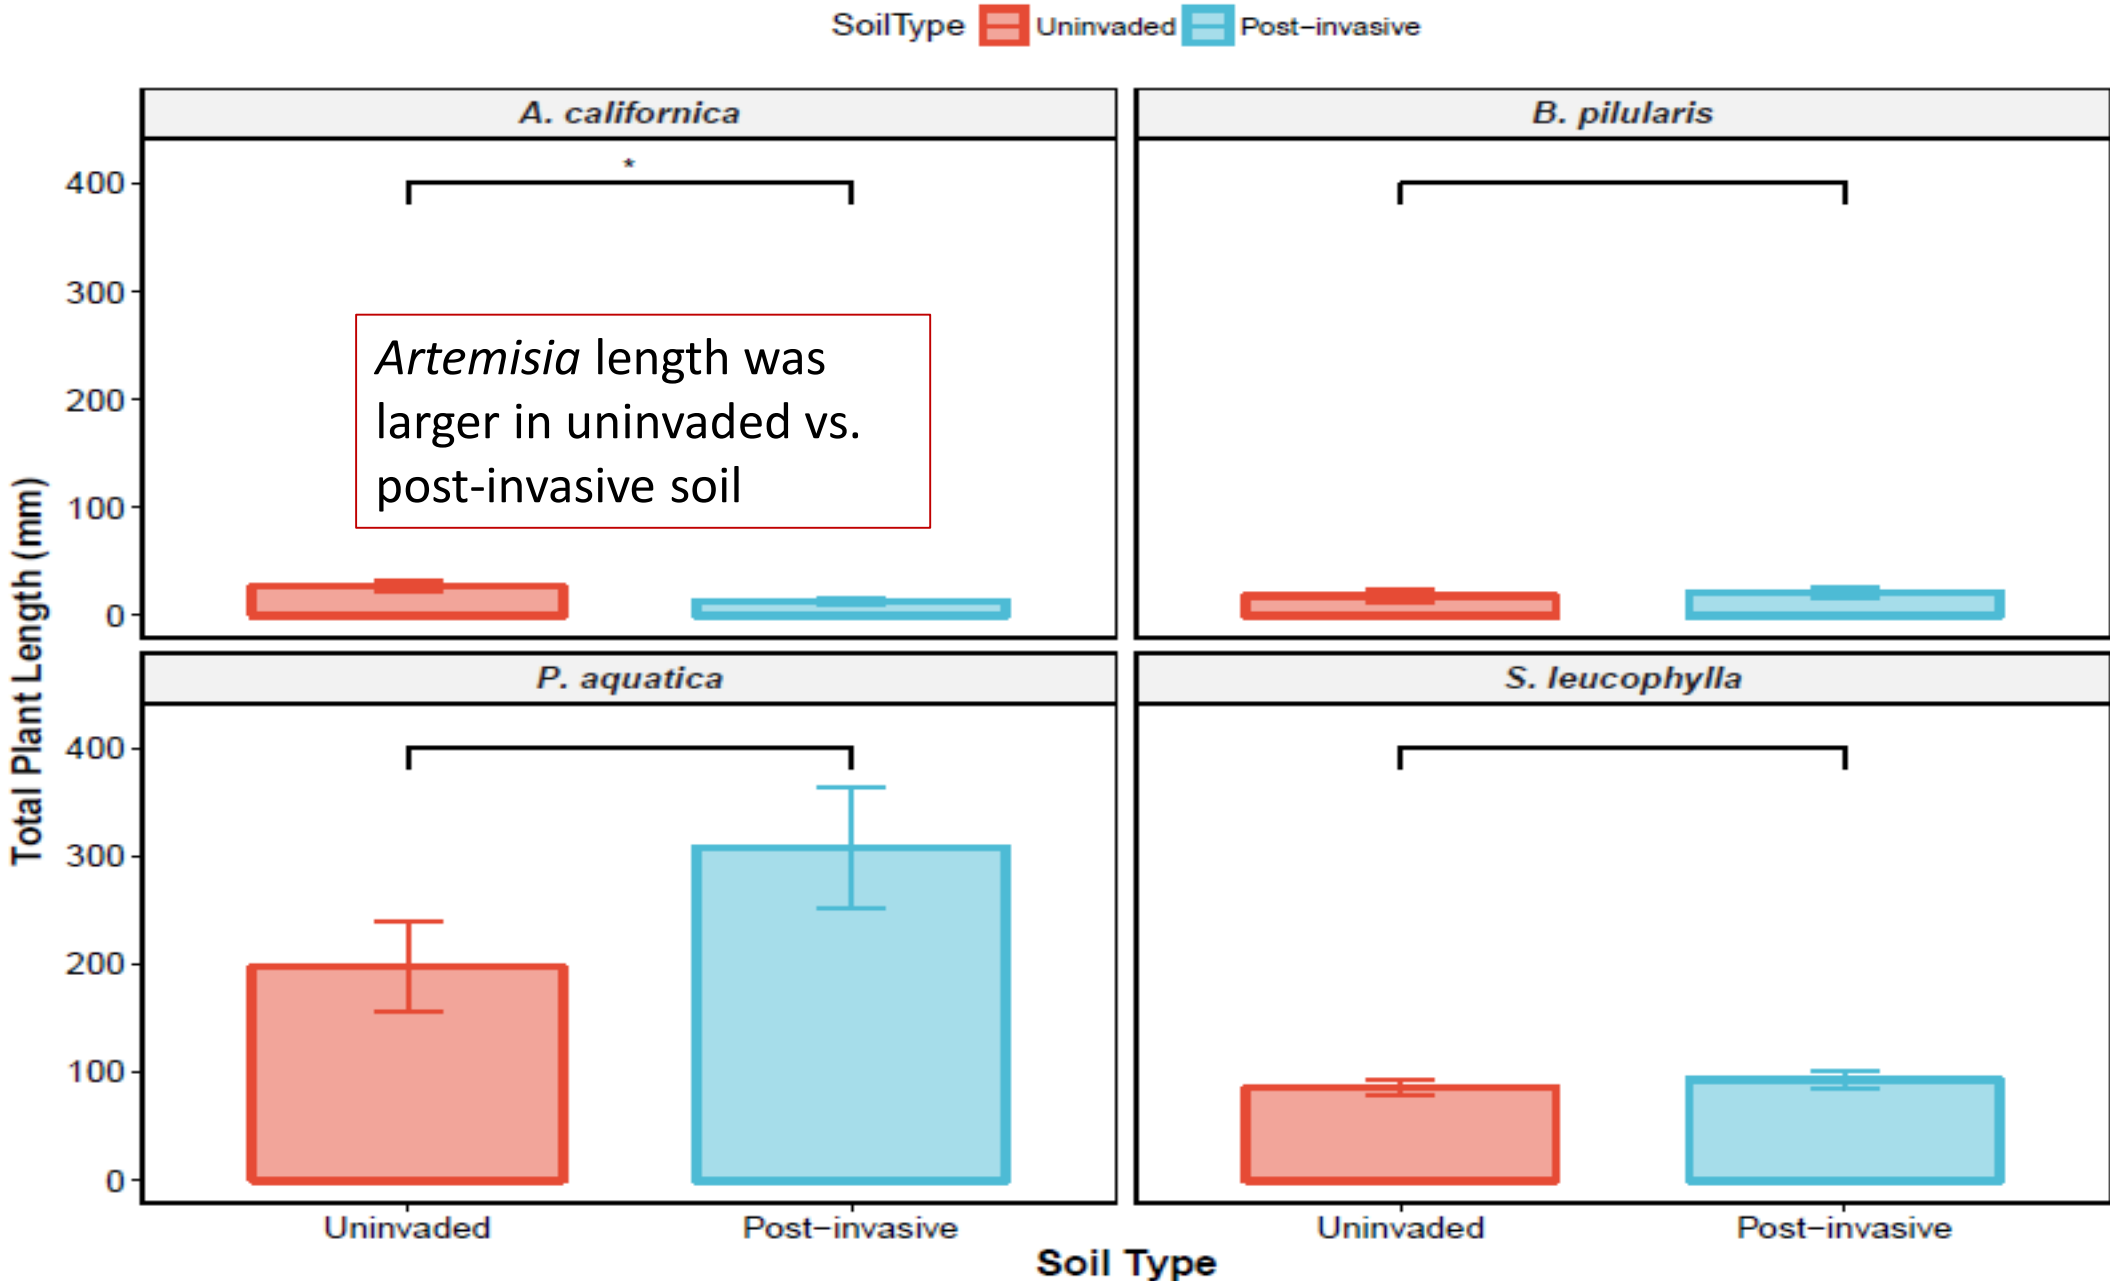 SoilType Uninvaded Post-invasive
A. californica
B. pilularis
*
400
300
200
100
0
Artemisia length was
larger in uninvaded vs.
post-invasive soil
Total Plant Length (mm)
P. aquatica
S. leucophylla
400
300
200
100
0
Uninvaded Post-invasive Uninvaded Post-invasive
Soil Type